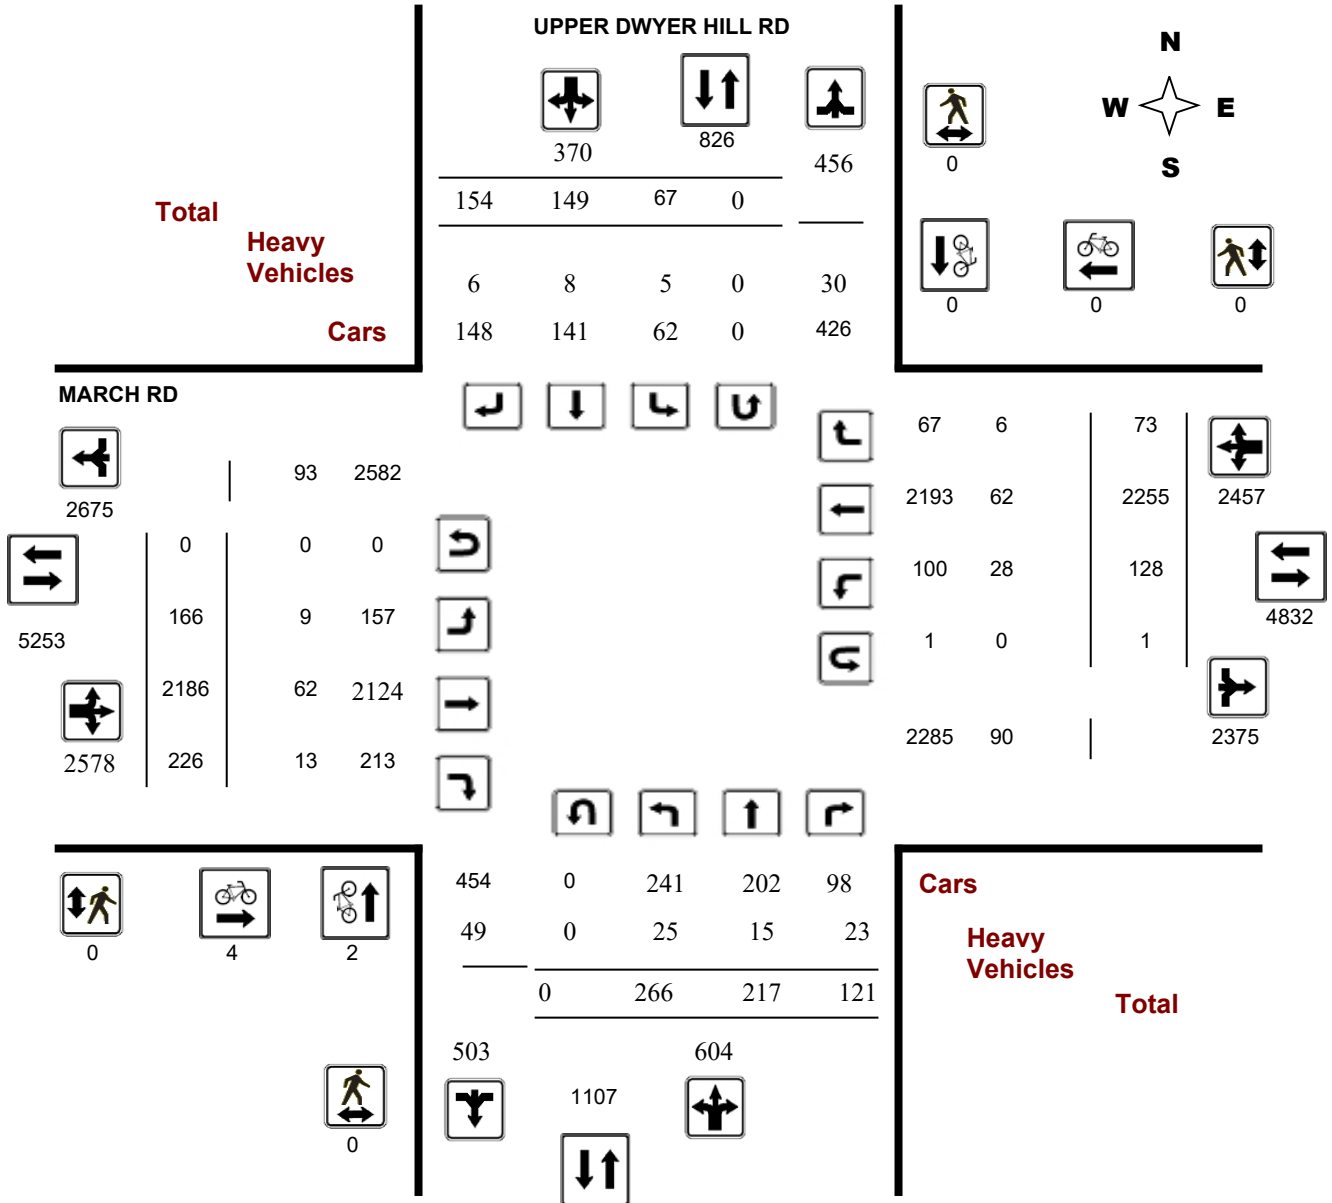 UPPER DWYER HILL RD
N
W E
S
370
826
456
0
154 149 67 0
Total
Heavy
Vehicles
6 8 5 0 30
0 0 0
Cars
148 141 62 0 426
MARCH RD
67 6 73
93 2582
2675
2193 62 2255 2457
0 0 0
100 28 128
5253
166 9 157
4832
1 0 1
2186 62 2124
2578
226 13 213
2285 90 2375
454 0 241 202 98
Cars
49 0 25 15 23
Heavy
Vehicles
0 4 2
0 266 217 121
Total
503 604
1107
0